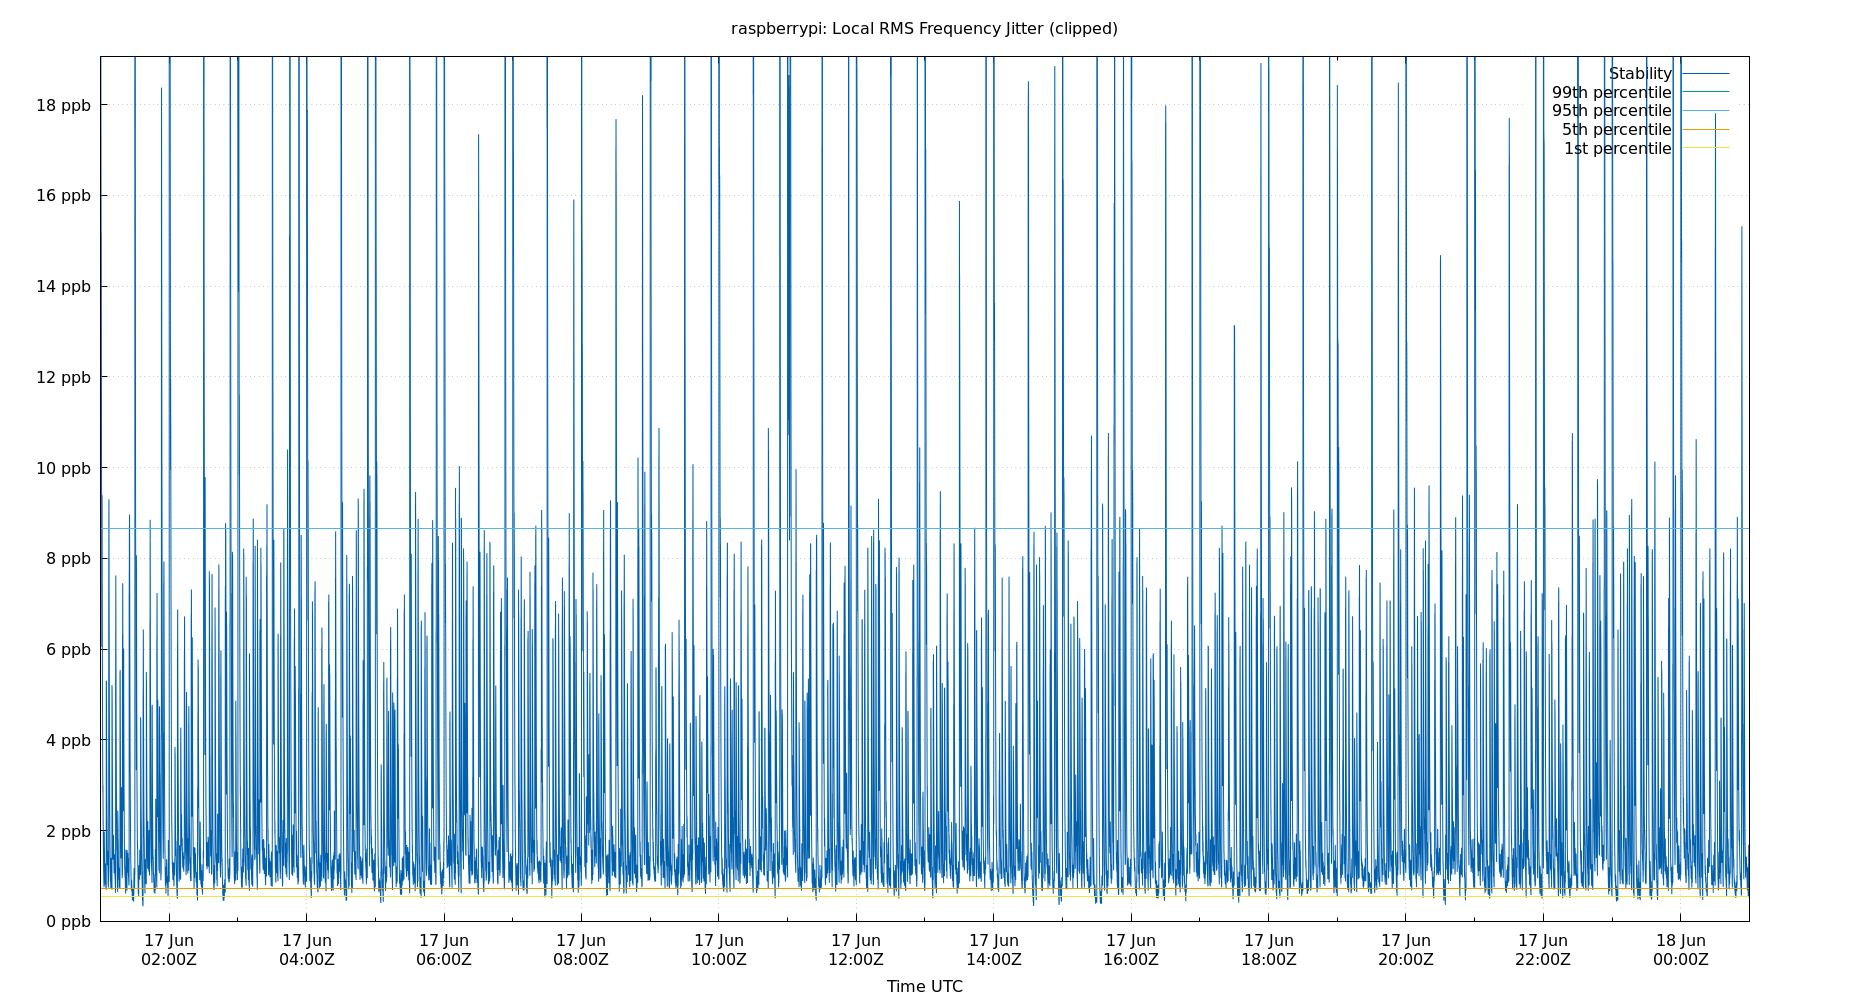 raspberrypi: Local RMS Frequency Jitter (clipped)
Stability
99th percentile
95th percentile
5th percentile
1st percentile
18 ppb
16 ppb
14 ppb
12 ppb
10 ppb
8 ppb
6 ppb
4 ppb
2 ppb
0 ppb
17 Jun 17 Jun 17 Jun 17 Jun 17 Jun 17 Jun 17 Jun 17 Jun 17 Jun 17 Jun 17 Jun 18 Jun
02:00Z 04:00Z 06:00Z 08:00Z 10:00Z 12:00Z 14:00Z 16:00Z 18:00Z 20:00Z 22:00Z 00:00Z
Time UTC